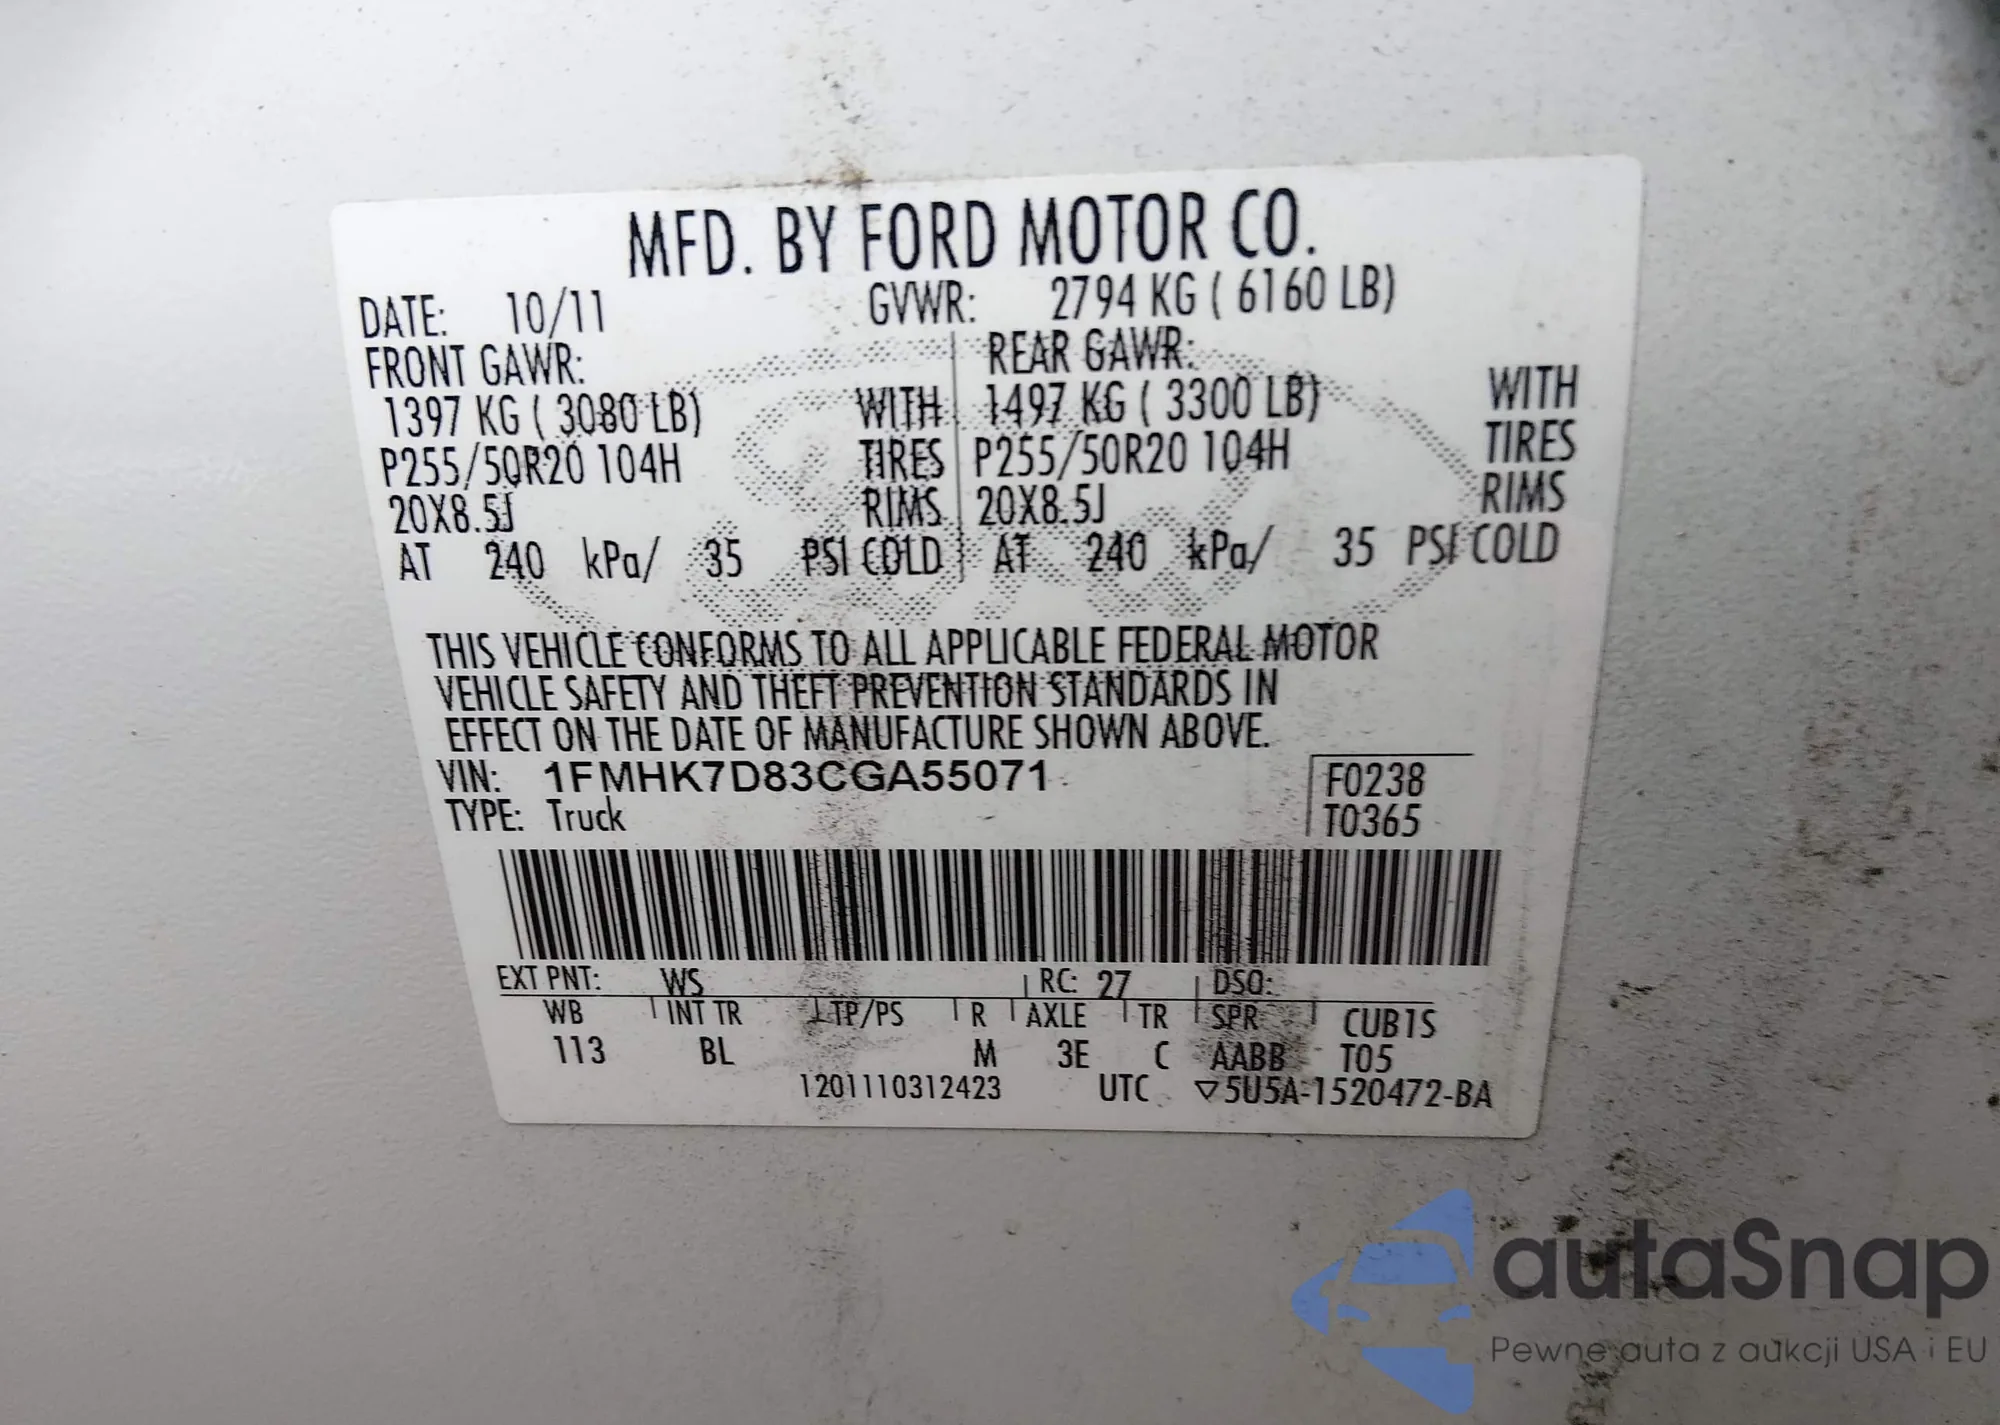 MFD. BY FORD MOTOR CO.
DATE: 10/11 GVWR: 2794 KG ( 6160 LB)
FRONT GAWR: REAR GAWR:
1397 KG ( 3080 LB) WITH 1497 KG ( 3300 LB) WITH
P255/50R20 104H TIRES P255/50R20 104H TIRES
20X8.5J RIMS 20X8.5J RIMS
AT 240 kPa/ 35 PSI COLD AT 240 kPa/ 35 PSI COLD
THIS VEHICLE CONFORMS TO ALL APPLICABLE FEDERAL MOTOR
VEHICLE SAFETY AND THEFT PREVENTION STANDARDS IN
EFFECT ON THE DATE OF MANUFACTURE SHOWN ABOVE.
VIN: 1FMHK7D83CGA55071 F0238
TYPE: Truck T0365
EXT PNT: WS RC: 27 DSO:
WB INT TR TP/PS R AXLE TR SPR CUB1S
113 BL M 3E C AABB T05
1201110312423 UTC ▽5U5A-1520472-BA
autaSnap
Pewne auta z aukcji USA i EU